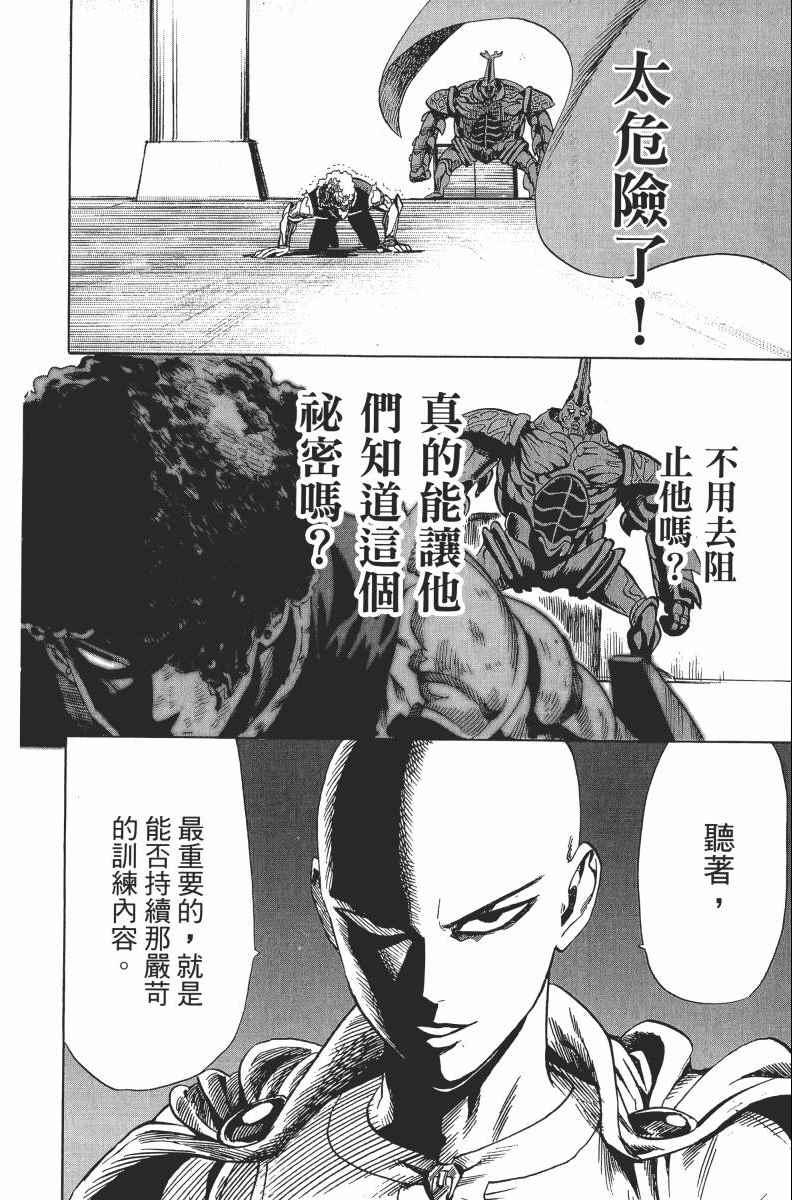 太危險了！
不用去阻
止他嗎？
真的能讓他
們知道這個
祕密嗎？
聽著，
最重要的，就是
能否持續那嚴苛
的訓練內容。